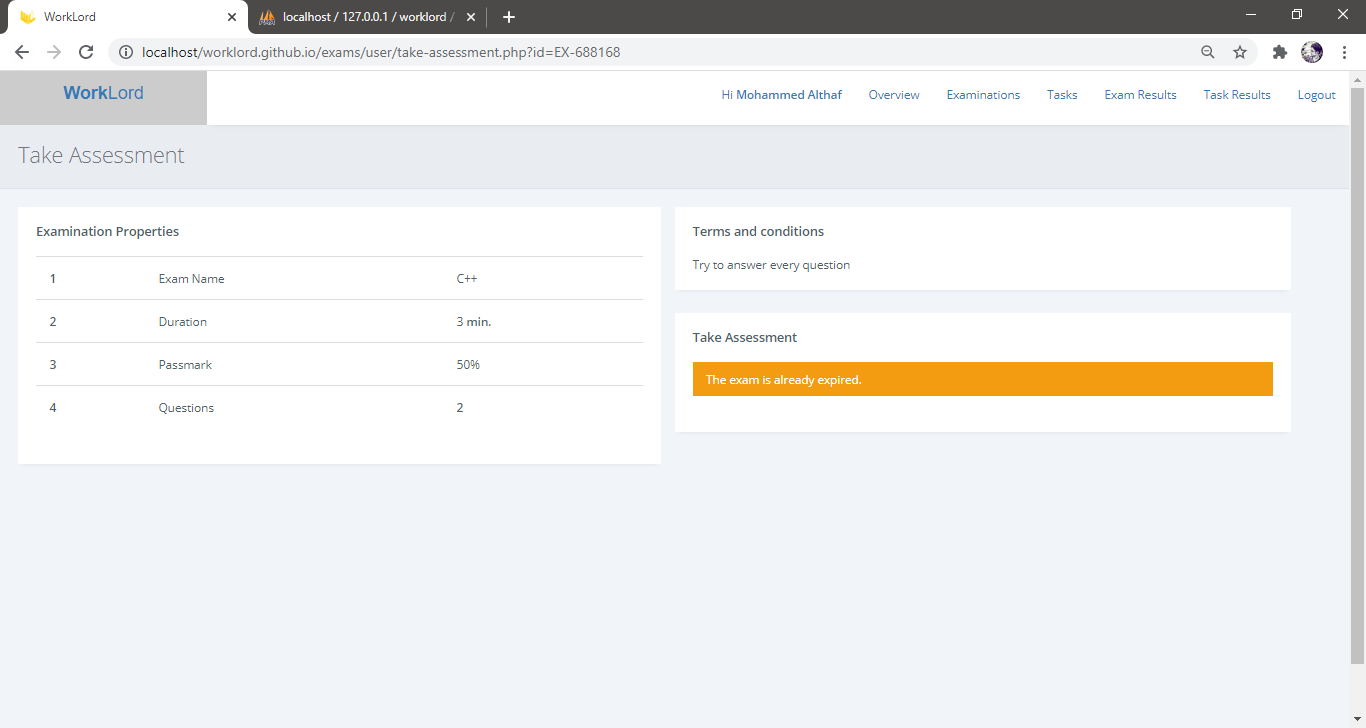 WorkLord
localhost / 127.0.0.1 / worklord /
localhost/worklord.github.io/exams/user/take-assessment.php?id=EX-688168
WorkLord
Hi Mohammed Althaf Overview Examinations Tasks Exam Results Task Results Logout
Take Assessment
Examination Properties
1 Exam Name C++
2 Duration 3 min.
3 Passmark 50%
4 Questions 2
Terms and conditions
Try to answer every question
Take Assessment
The exam is already expired.